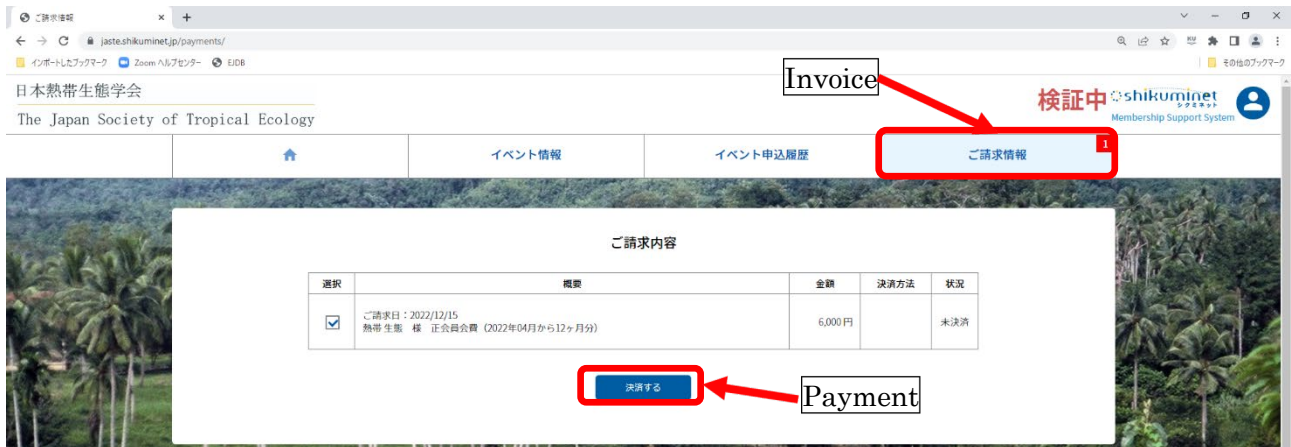 ご請求情報
jaste.shikuminet.jp/payments/
インポートしたブックマーク Zoom ヘルプセンター EJDB
その他のブックマーク
日本熱帯生態学会
The Japan Society of Tropical Ecology
Invoice
検証中 shikuminet
シクミネット
Membership Support System
イベント情報 イベント申込履歴 ご請求情報 1
ご請求内容
選択 概要 金額 決済方法 状況
ご請求日：2022/12/15
熱帯 生態 様 正会員会費（2022年04月から12ヶ月分） 6,000 円 未決済
決済する
Payment